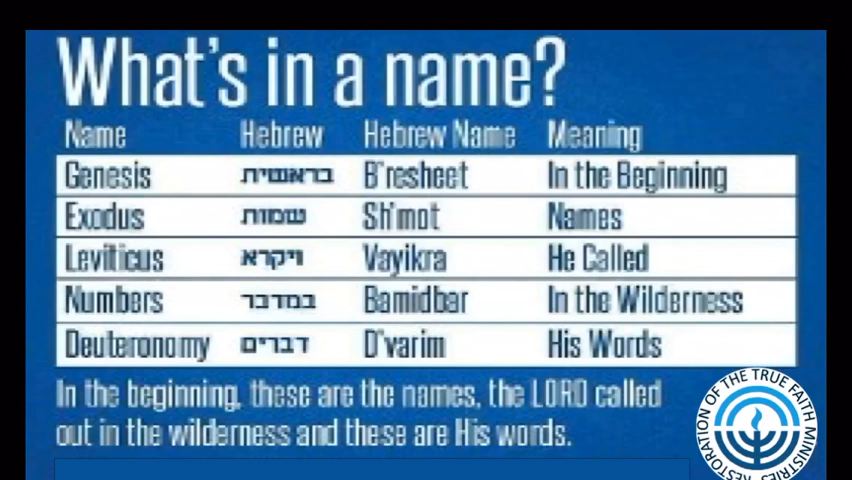 What's in a name?
Name Hebrew Hebrew Name Meaning
Genesis בראשית B'resheet In the Beginning
Exodus שמות Sh'mot Names
Leviticus ויקרא Vayikra He Called
Numbers במדבר Bamidbar In the Wilderness
Deuteronomy דברים D'varim His Words
In the beginning, these are the names, the LORD called
out in the wilderness and these are His words.
RESTORATION OF THE TRUE FAITH MINISTRIES